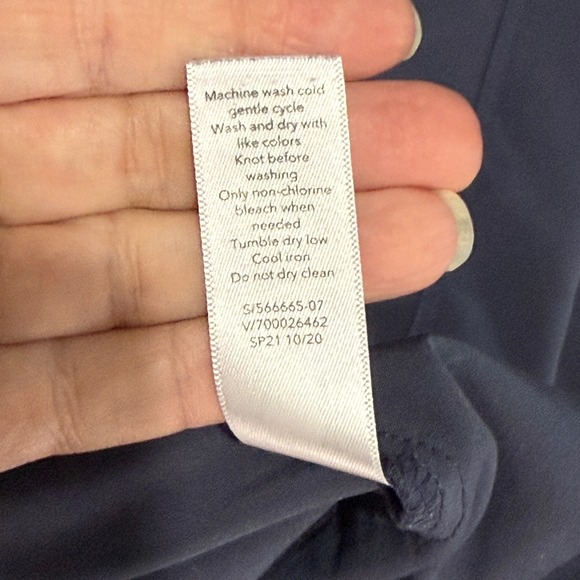 Machine wash cold
gentle cycle
Wash and dry with
like colors
Knot before
washing
Only non-chlorine
bleach when
needed
Tumble dry low
Cool iron
Do not dry clean
S/566665-07
V/700026462
SP21 10/20